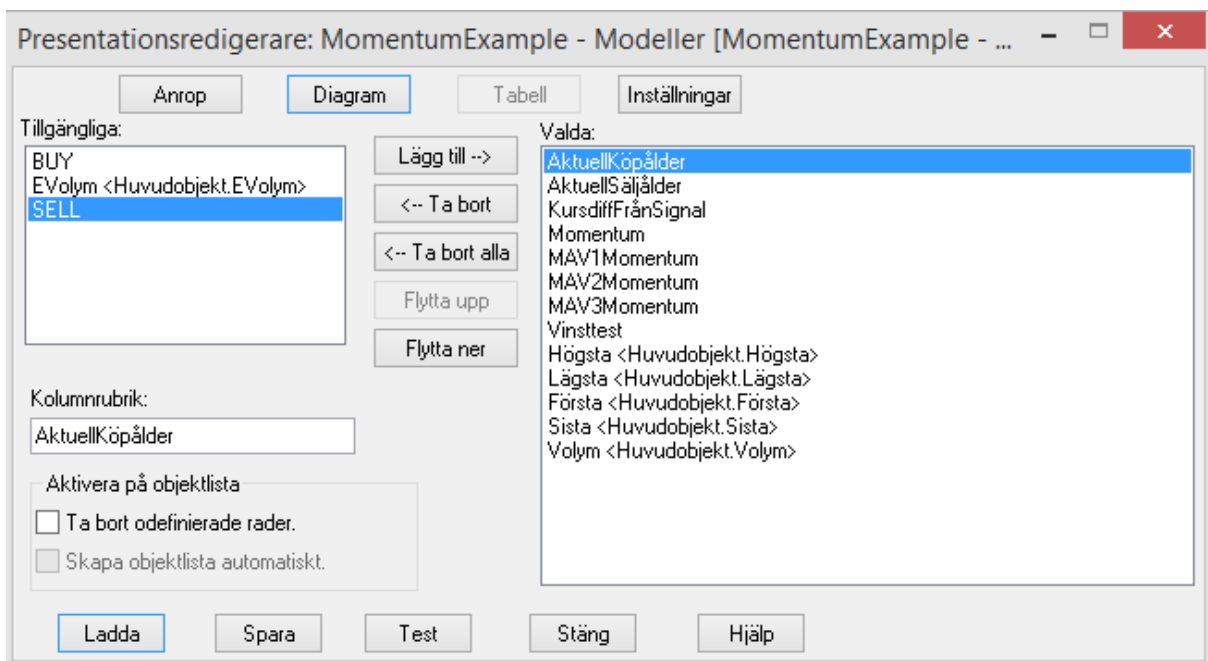 Presentationsredigerare: MomentumExample - Modeller [MomentumExample - ...
Anrop
Diagram
Tabell
Inställningar
Tillgängliga:
BUY
EVolym <Huvudobjekt.EVolym>
SELL
Lägg till -->
<-- Ta bort
<-- Ta bort alla
Flytta upp
Flytta ner
Valda:
AktuellKöpålder
AktuellSäljålder
KursdiffFrånSignal
Momentum
MAV1Momentum
MAV2Momentum
MAV3Momentum
Vinsttest
Högsta <Huvudobjekt.Högsta>
Lägsta <Huvudobjekt.Lägsta>
Första <Huvudobjekt.Första>
Sista <Huvudobjekt.Sista>
Volym <Huvudobjekt.Volym>
Kolumnrubrik:
AktuellKöpålder
Aktivera på objektlista
Ta bort odefinierade rader.
Skapa objektlista automatiskt.
Ladda
Spara
Test
Stäng
Hjälp